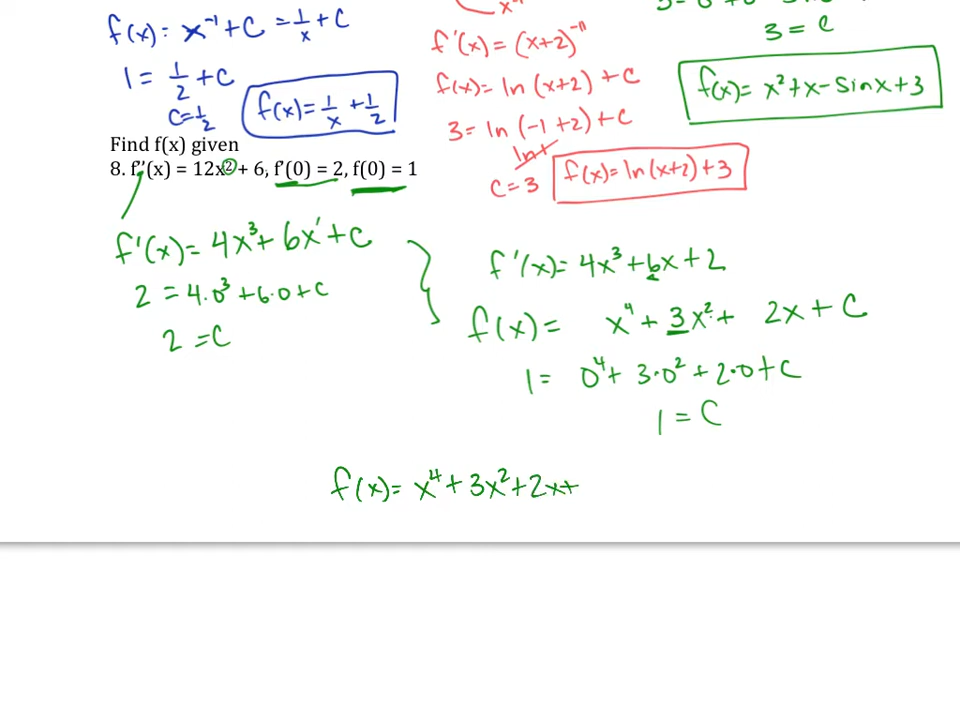 f(x) = x⁻¹ + C = 1/x + C
1 = 1/2 + C
C = 1/2
f(x) = 1/x + 1/2
f'(x) = (x+2)⁻¹
f(x) = ln (x+2) + C
3 = ln (-1 + 2) + C
ln 1
C = 3
f(x) = ln (x+2) + 3
3 = C
f(x) = x² + x - sin x + 3
Find f(x) given
8. f"(x) = 12x² + 6, f'(0) = 2, f(0) = 1
f'(x) = 4x³ + 6x¹ + C
2 = 4·0³ + 6·0 + C
2 = C
f'(x) = 4x³ + 6x + 2
f(x) = x⁴ + 3x² + 2x + C
1 = 0⁴ + 3·0² + 2·0 + C
1 = C
f(x) = x⁴ + 3x² + 2x +